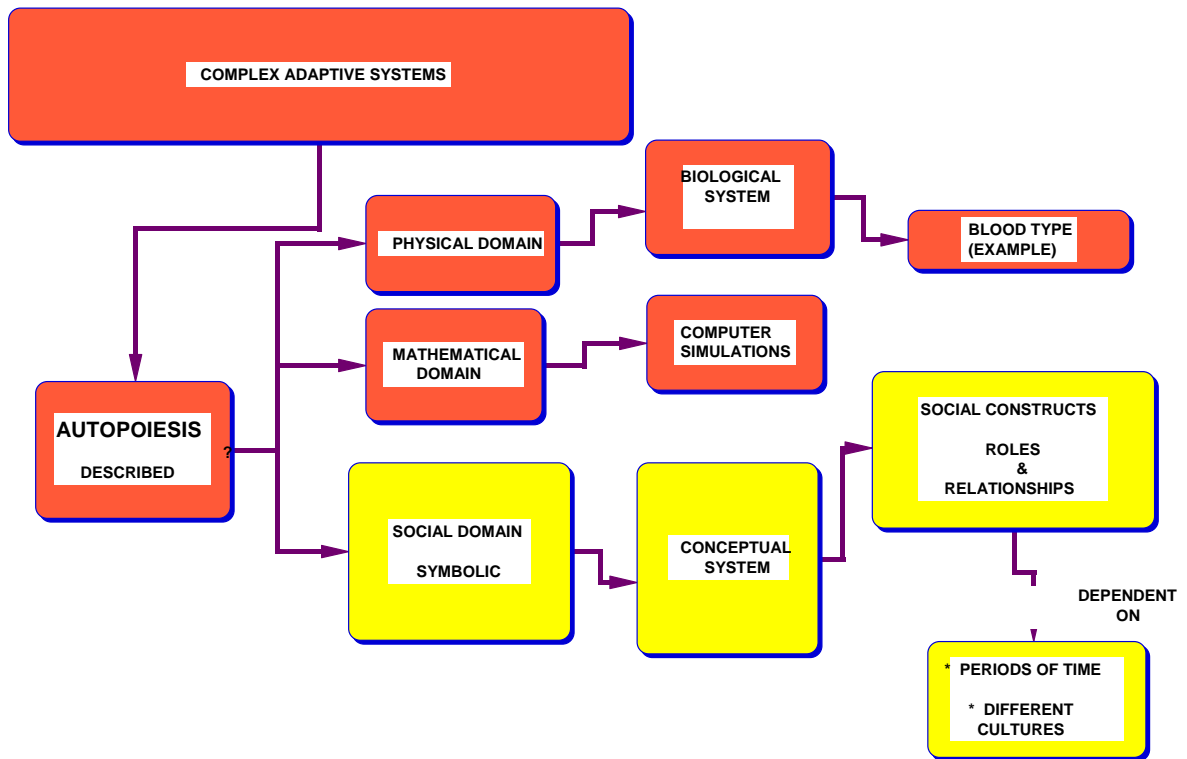 COMPLEX ADAPTIVE SYSTEMS
BIOLOGICAL
SYSTEM
BLOOD TYPE
(EXAMPLE)
PHYSICAL DOMAIN
COMPUTER
SIMULATIONS
MATHEMATICAL
DOMAIN
AUTOPOIESIS
?
DESCRIBED
SOCIAL CONSTRUCTS
ROLES
&
RELATIONSHIPS
SOCIAL DOMAIN
SYMBOLIC
CONCEPTUAL
SYSTEM
DEPENDENT
ON
* PERIODS OF TIME
* DIFFERENT
CULTURES